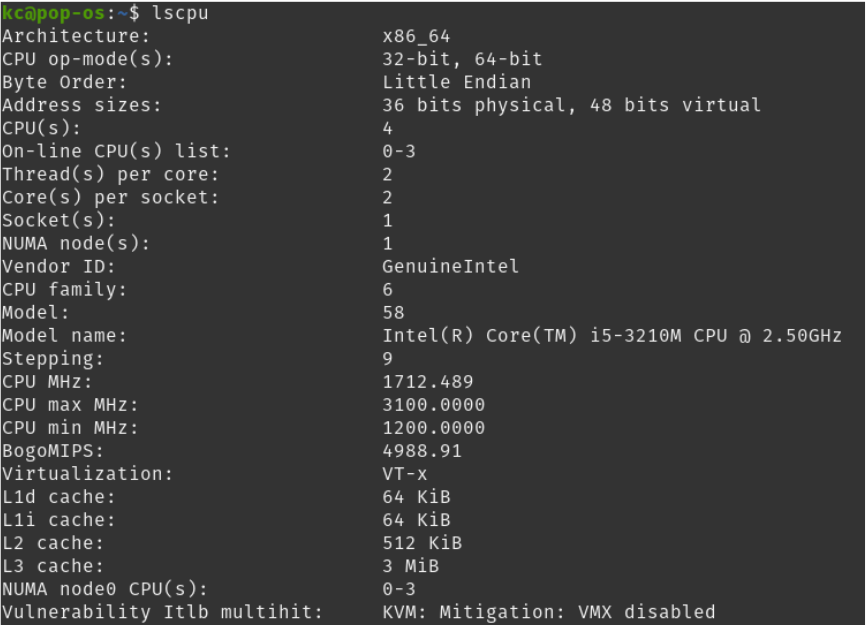 kc@pop-os:~$ lscpu
Architecture: x86_64
CPU op-mode(s): 32-bit, 64-bit
Byte Order: Little Endian
Address sizes: 36 bits physical, 48 bits virtual
CPU(s): 4
On-line CPU(s) list: 0-3
Thread(s) per core: 2
Core(s) per socket: 2
Socket(s): 1
NUMA node(s): 1
Vendor ID: GenuineIntel
CPU family: 6
Model: 58
Model name: Intel(R) Core(TM) i5-3210M CPU @ 2.50GHz
Stepping: 9
CPU MHz: 1712.489
CPU max MHz: 3100.0000
CPU min MHz: 1200.0000
BogoMIPS: 4988.91
Virtualization: VT-x
L1d cache: 64 KiB
L1i cache: 64 KiB
L2 cache: 512 KiB
L3 cache: 3 MiB
NUMA node0 CPU(s): 0-3
Vulnerability Itlb multihit: KVM: Mitigation: VMX disabled